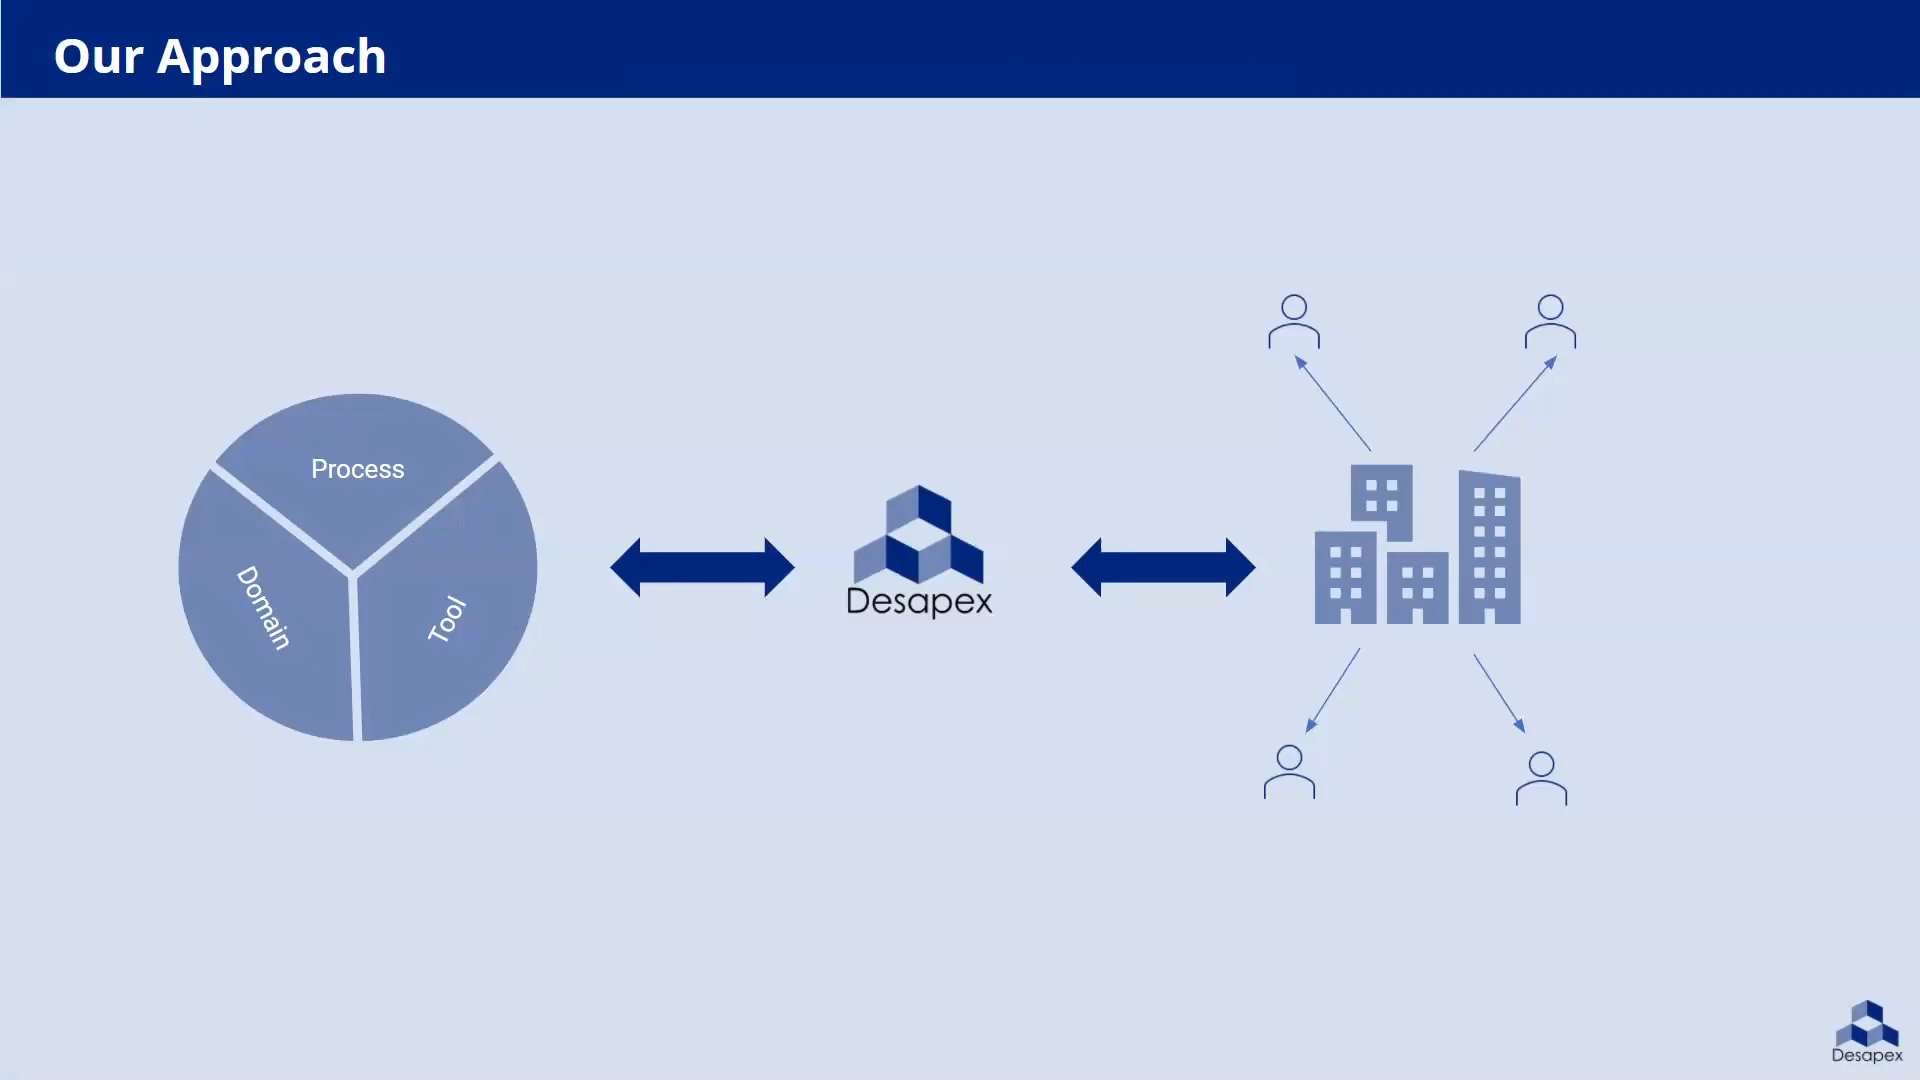 Our Approach
Process
Domain
Tool
Desapex
Desapex